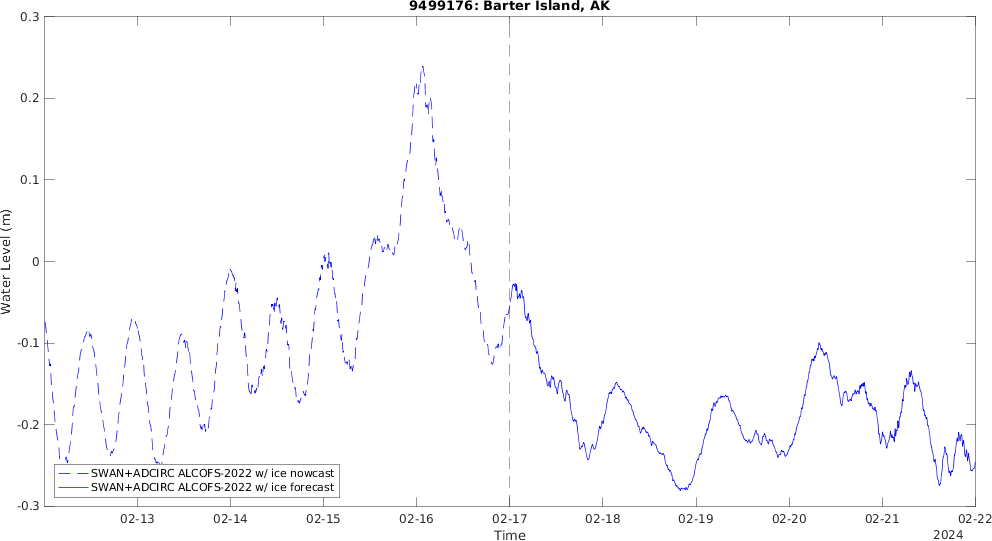 9499176: Barter Island, AK
0.3
0.2
0.1
0
-0.1
-0.2
-0.3
Water Level (m)
SWAN+ADCIRC ALCOFS-2022 w/ ice nowcast
SWAN+ADCIRC ALCOFS-2022 w/ ice forecast
02-13 02-14 02-15 02-16 02-17 02-18 02-19 02-20 02-21 02-22
Time
2024